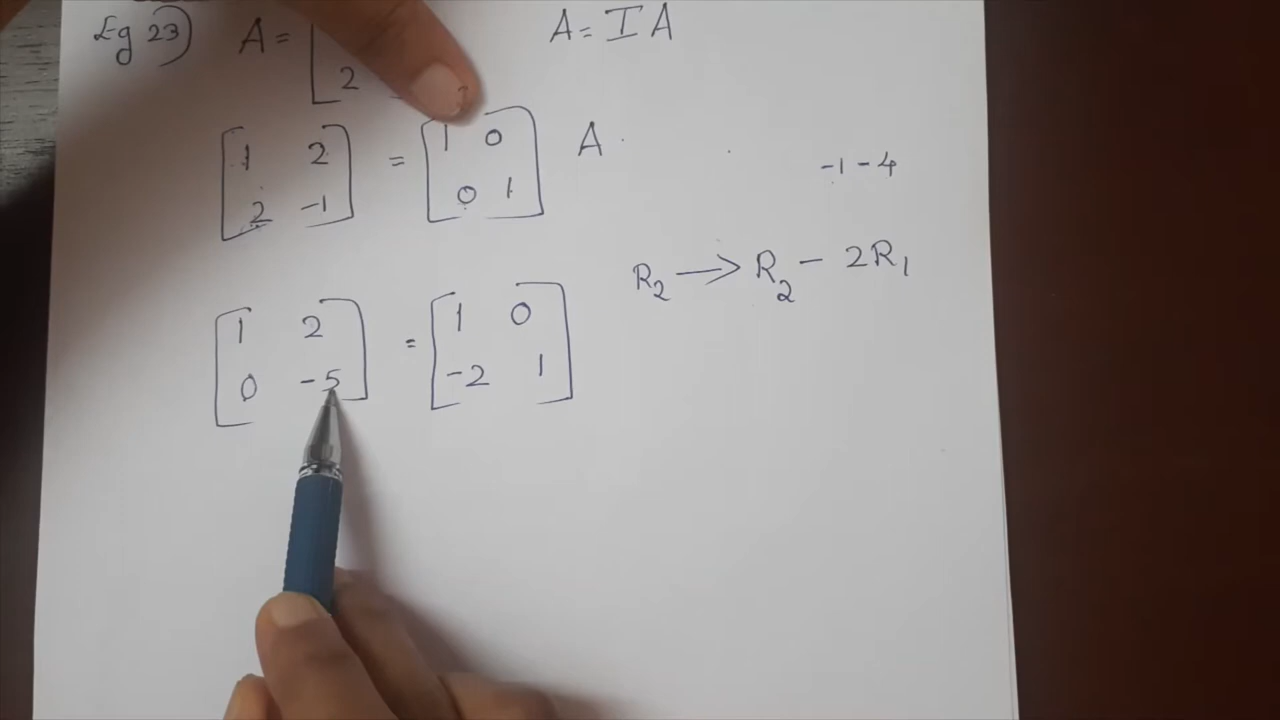 Eg 23) A = [ A = I A
2
[1 2 = [1 0 A
2 -1] 0 1] -1 - 4
R2 → R2 - 2R1
[1 2 = [1 0
0 -5] -2 1]